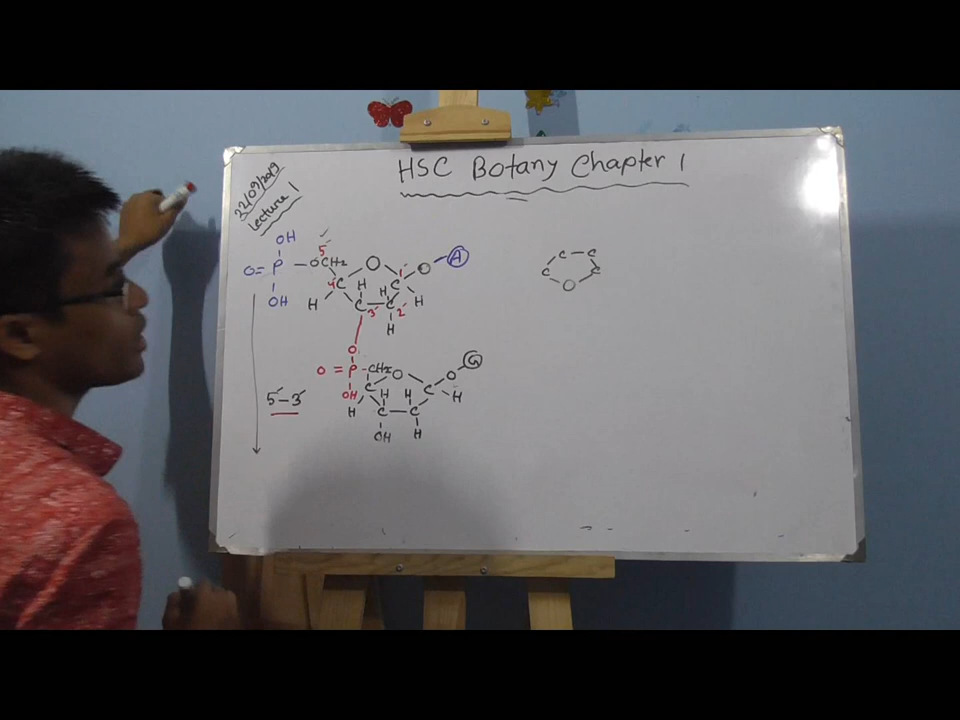 HSC Botany Chapter 1
22/09/2019
Lecture 1
OH
5'
O=P-OCH2 O 1'
A
4' C H H C O
OH
H C C H
3' 2'
H
O
G
O=P-CH2 O O
OH C H H C H
5'-3'
H C-C
OH H
C-C
C C
O